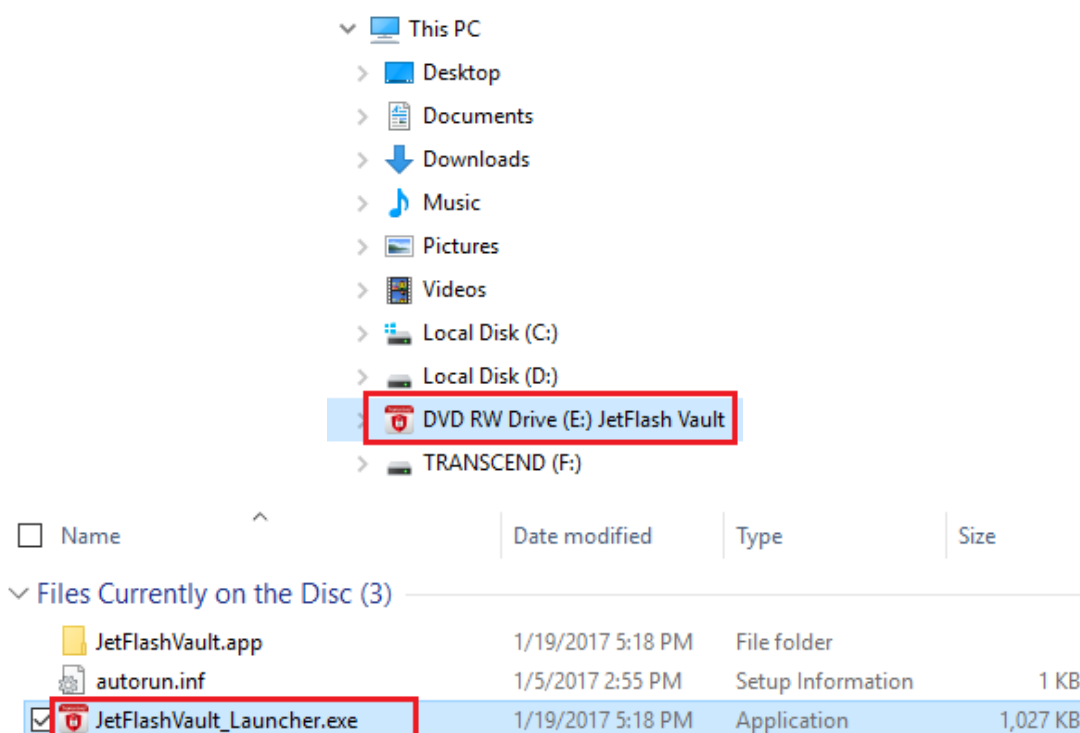 This PC
Desktop
Documents
Downloads
Music
Pictures
Videos
Local Disk (C:)
Local Disk (D:)
DVD RW Drive (E:) JetFlash Vault
TRANSCEND (F:)
Name Date modified Type Size
Files Currently on the Disc (3)
JetFlashVault.app 1/19/2017 5:18 PM File folder
autorun.inf 1/5/2017 2:55 PM Setup Information 1 KB
JetFlashVault_Launcher.exe 1/19/2017 5:18 PM Application 1,027 KB